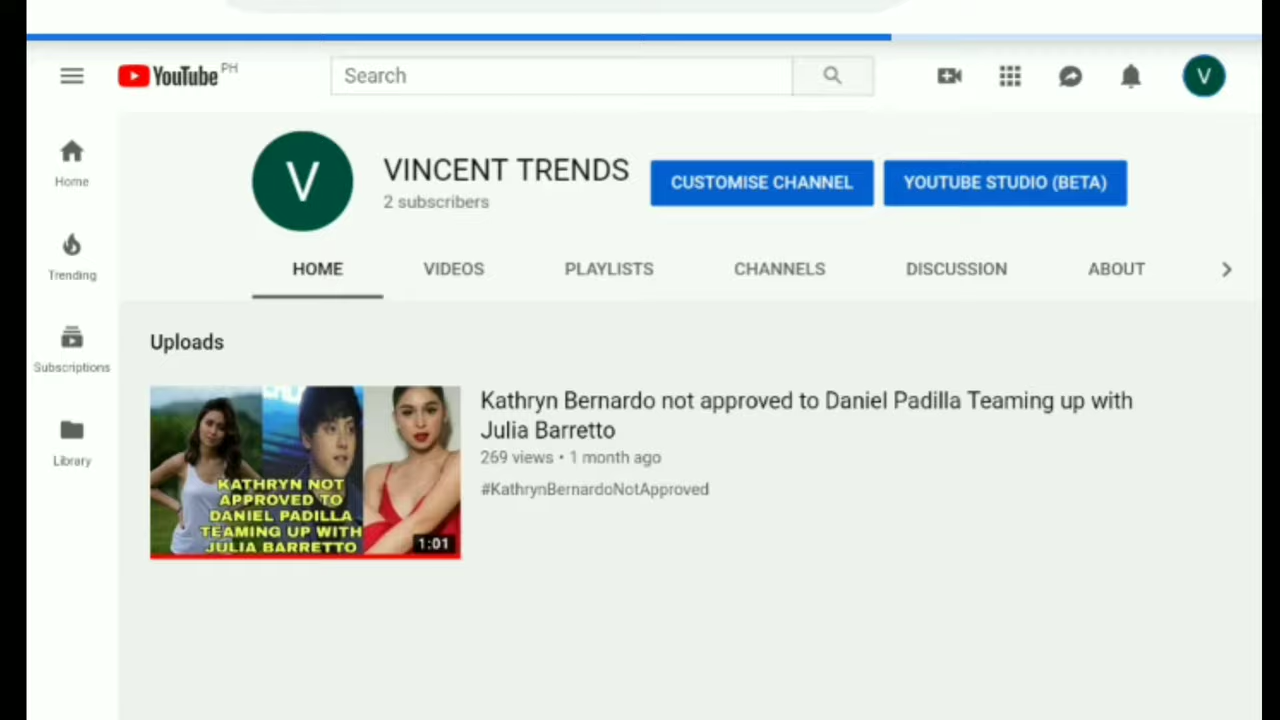 YouTube PH
Search
V
Home
Trending
Subscriptions
Library
V
VINCENT TRENDS
2 subscribers
CUSTOMISE CHANNEL
YOUTUBE STUDIO (BETA)
HOME
VIDEOS
PLAYLISTS
CHANNELS
DISCUSSION
ABOUT
Uploads
KATHRYN NOT
APPROVED TO
DANIEL PADILLA
TEAMING UP WITH
JULIA BARRETTO
1:01
Kathryn Bernardo not approved to Daniel Padilla Teaming up with
Julia Barretto
269 views • 1 month ago
#KathrynBernardoNotApproved